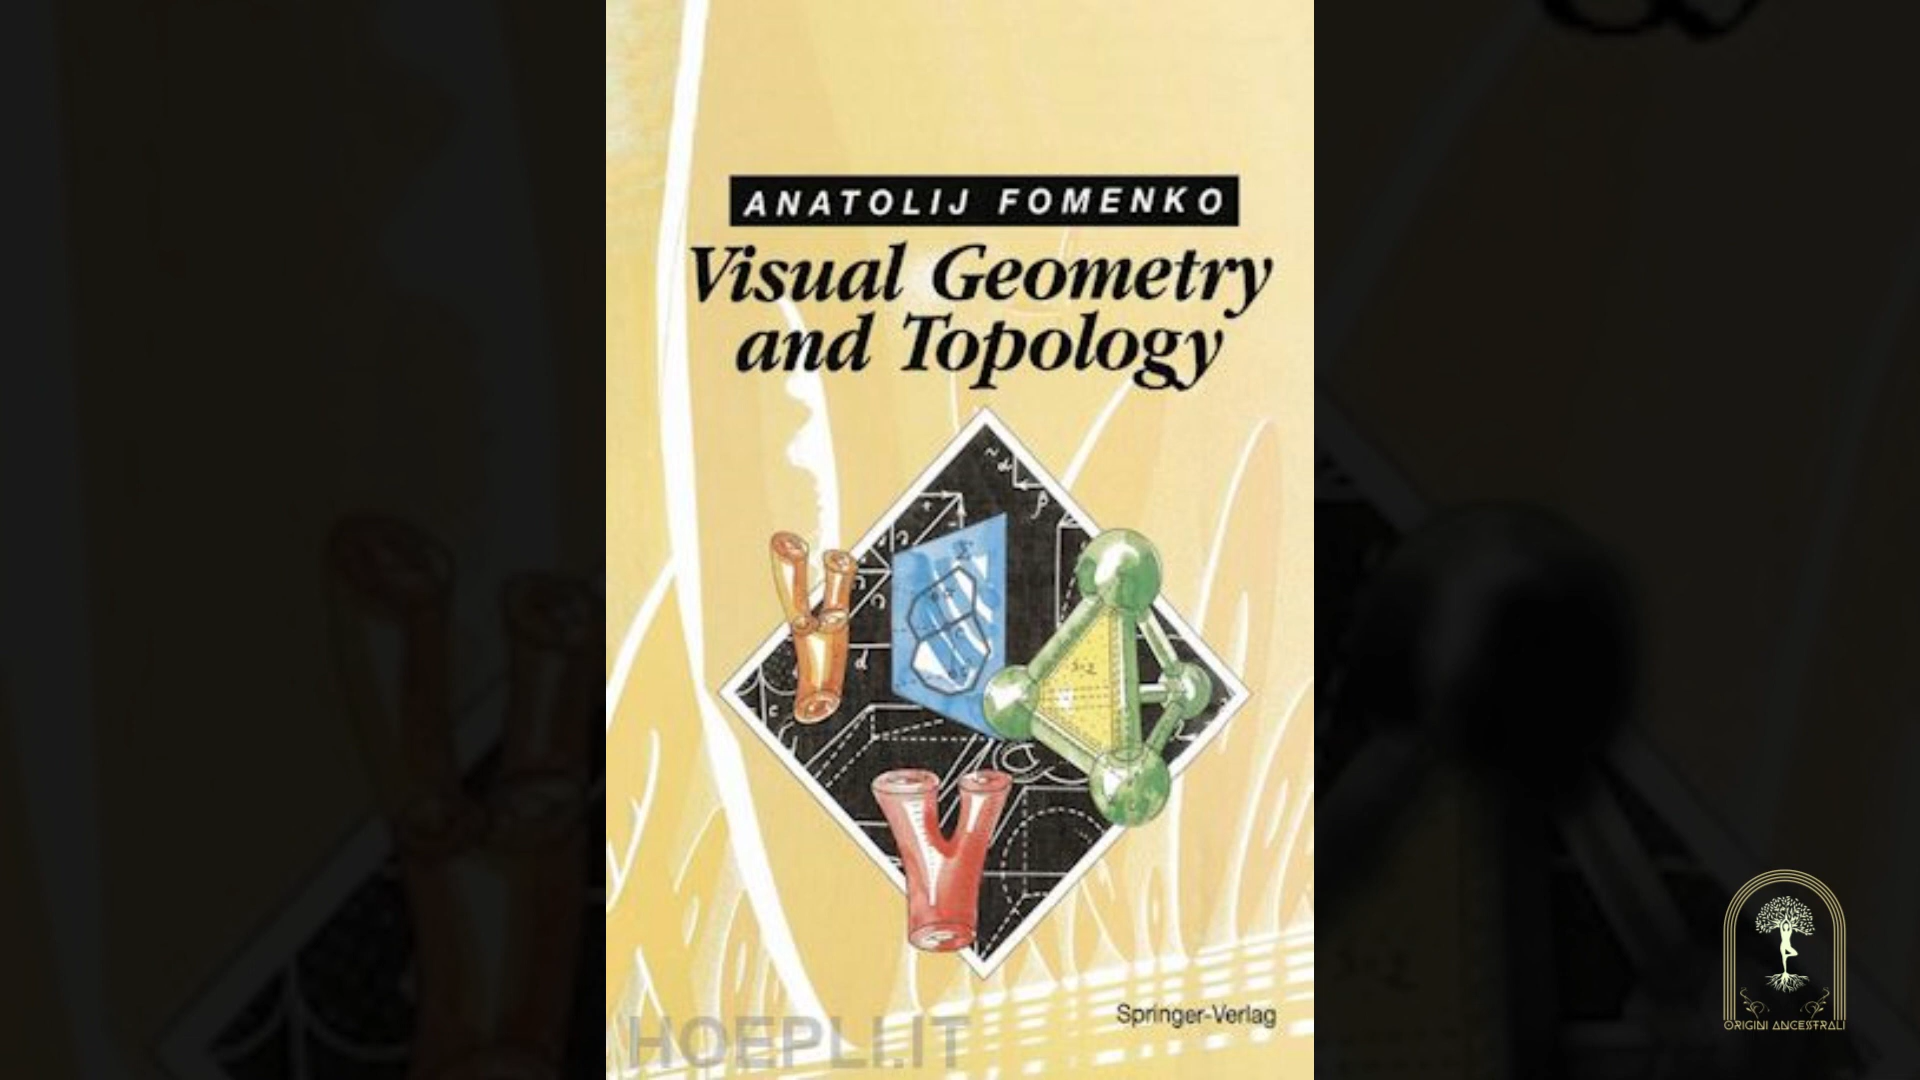 ANATOLIJ FOMENKO
Visual Geometry
and Topology
Springer-Verlag
HOEPLI.IT
ORIGINI ANCESTRALI